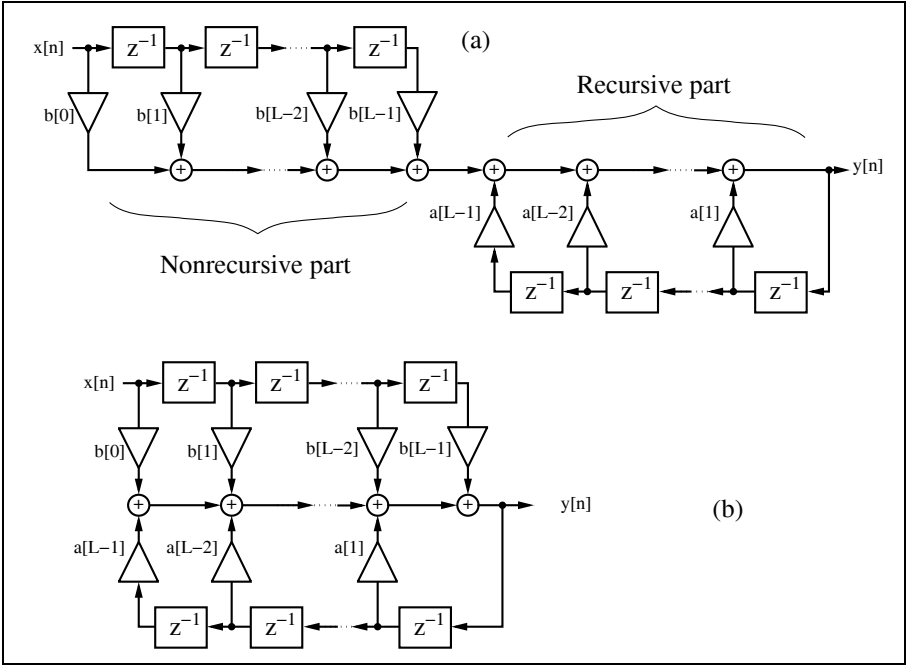 (a)
x[n] z⁻¹ z⁻¹ z⁻¹
b[0] b[1] b[L−2] b[L−1]
Recursive part
+ + + + + + y[n]
a[L−1] a[L−2] a[1]
Nonrecursive part
z⁻¹ z⁻¹ z⁻¹
x[n] z⁻¹ z⁻¹ z⁻¹
b[0] b[1] b[L−2] b[L−1]
+ + + + y[n]
(b)
a[L−1] a[L−2] a[1]
z⁻¹ z⁻¹ z⁻¹